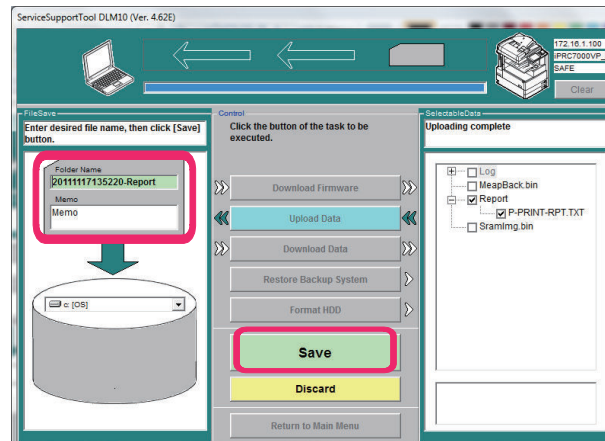 ServiceSupportTool DLM10 (Ver. 4.62E)
172.16.1.100
iPRC7000VP_
SAFE
Clear
FileSave
Enter desired file name, then click [Save]
button.
Folder Name
20111117135220-Report
Memo
Memo
c: [OS]
Control
Click the button of the task to be
executed.
Download Firmware
Upload Data
Download Data
Restore Backup System
Format HDD
Save
Discard
Return to Main Menu
SelectableData
Uploading complete
Log
MeapBack.bin
Report
P-PRINT-RPT.TXT
SramImg.bin